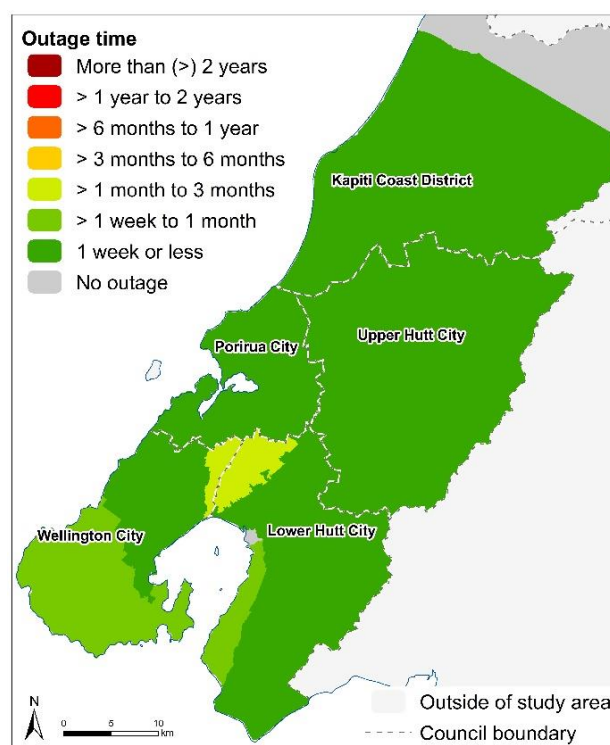 Outage time
More than (>) 2 years
> 1 year to 2 years
> 6 months to 1 year
> 3 months to 6 months
> 1 month to 3 months
> 1 week to 1 month
1 week or less
No outage
Kapiti Coast District
Upper Hutt City
Porirua City
Wellington City
Lower Hutt City
N
0 5 10
km
Outside of study area
Council boundary